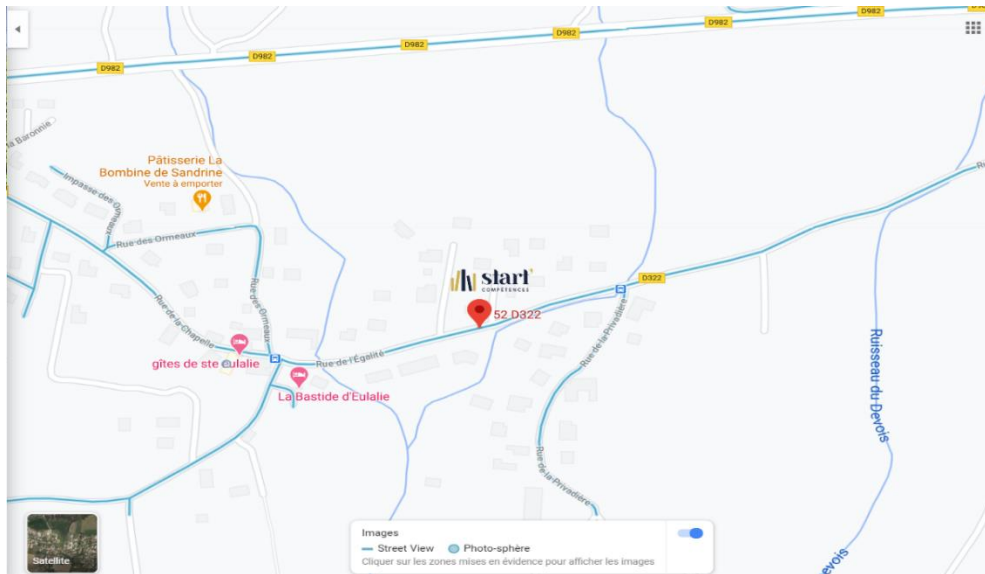 D982
D982
D982
D982
D982
na Baronnie
Pâtisserie La
Bombine de Sandrine
Vente à emporter
Impasse des Ormeaux
Rue des Ormeaux
Rue des Ormeaux
Rue de la Chapelle
start'
COMPÉTENCES
52 D322
D322
Rue de la Privadière
gîtes de ste eulalie
Rue de l'Égalité
La Bastide d'Eulalie
Ruisseau du Devois
Rue de la Privadière
Devois
Satellite
Images
Street View Photo-sphère
Cliquer sur les zones mises en évidence pour afficher les images